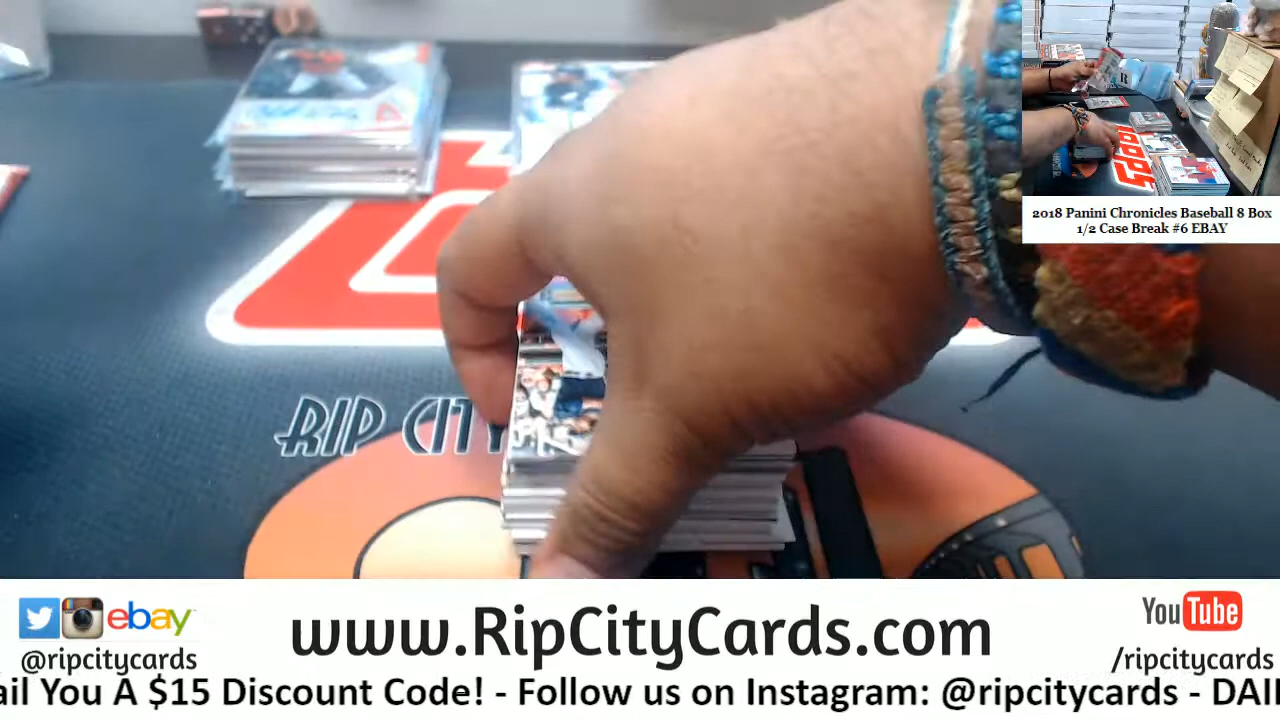 2018 Panini Chronicles Baseball 8 Box
1/2 Case Break #6 EBAY
RIP CITY
ebay
www.RipCityCards.com
YouTube
@ripcitycards
/ripcitycards
ail You A $15 Discount Code! - Follow us on Instagram: @ripcitycards - DAI